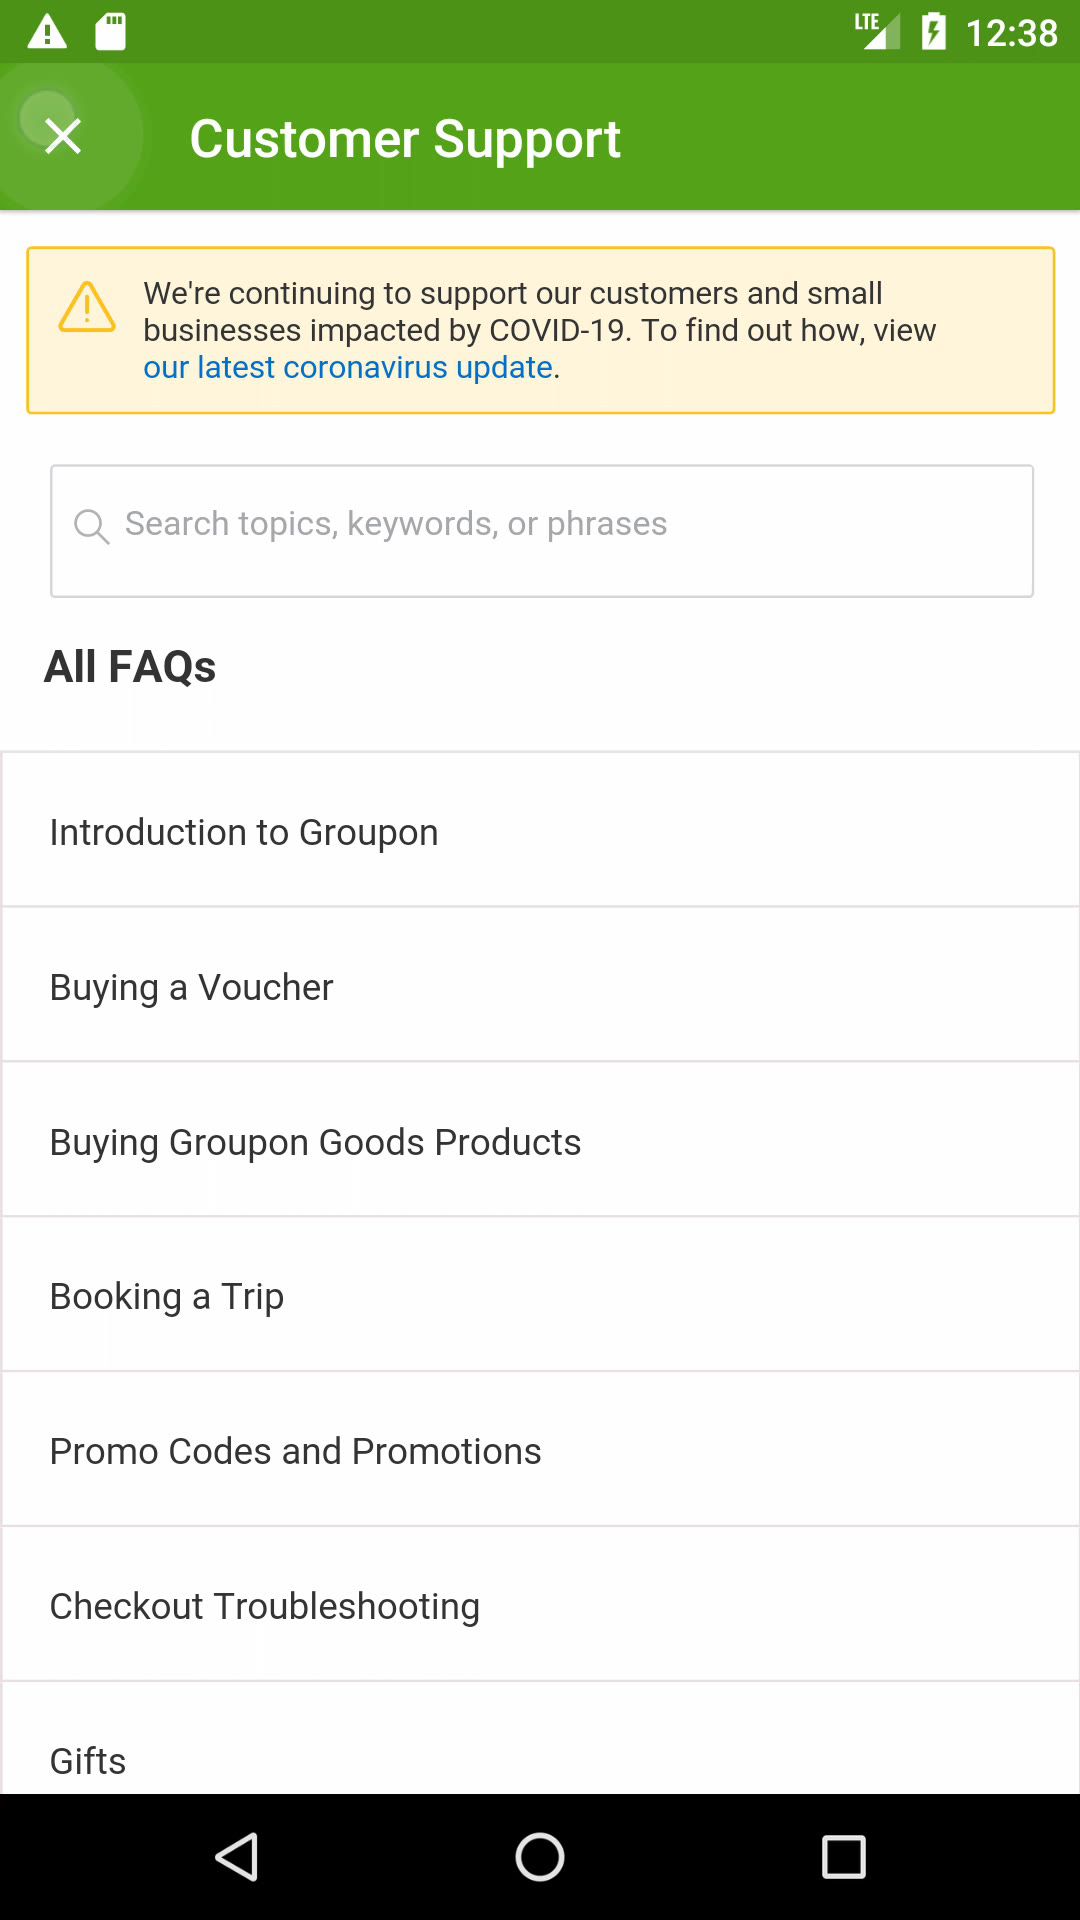 LTE 12:38
Customer Support
We're continuing to support our customers and small
businesses impacted by COVID-19. To find out how, view
our latest coronavirus update.
Search topics, keywords, or phrases
All FAQs
Introduction to Groupon
Buying a Voucher
Buying Groupon Goods Products
Booking a Trip
Promo Codes and Promotions
Checkout Troubleshooting
Gifts